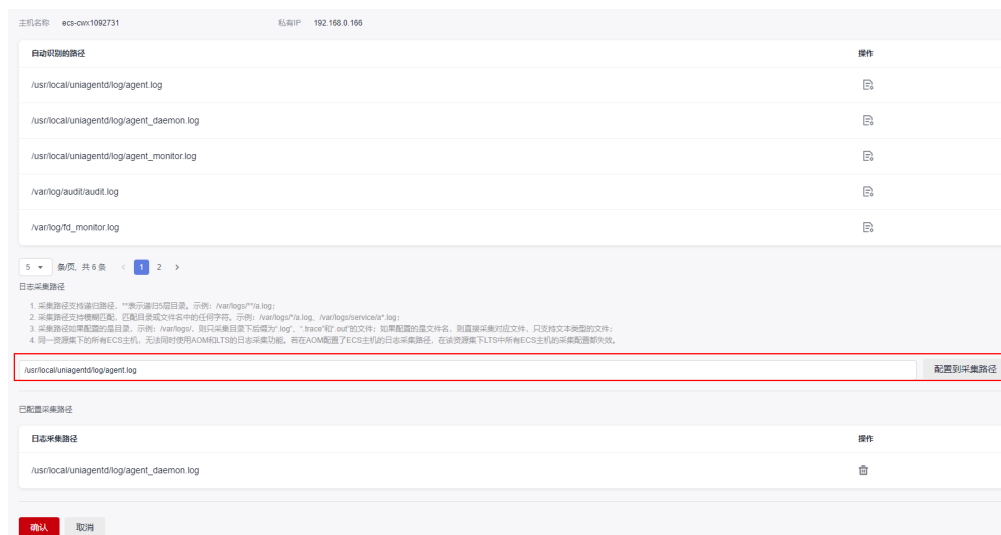 主机名称 ecs-cwx1092731 私有IP 192.168.0.166
自动识别的路径 操作
/usr/local/uniagentd/log/agent.log
/usr/local/uniagentd/log/agent_daemon.log
/usr/local/uniagentd/log/agent_monitor.log
/var/log/audit/audit.log
/var/log/fd_monitor.log
5 条/页, 共 6 条 < 1 2 >
日志采集路径
1. 采集路径支持递归路径，**表示递归5层目录。示例：/var/logs/**/a.log；
2. 采集路径支持模糊匹配，匹配目录或文件名中的任何字符。示例：/var/logs/*/a.log、/var/logs/service/a*.log；
3. 采集路径如果配置的是目录，示例：/var/logs/，则只采集目录下后缀为“.log”、“.trace”和“.out”的文件；如果配置的是文件名，则直接采集对应文件，只支持文本类型的文件；
4. 同一资源集下的所有ECS主机，无法同时使用AOM和LTS的日志采集功能。若在AOM配置了ECS主机的日志采集路径，在该资源集下LTS中所有ECS主机的采集配置都失效。
/usr/local/uniagentd/log/agent.log 配置到采集路径
已配置采集路径
日志采集路径 操作
/usr/local/uniagentd/log/agent_daemon.log
确认 取消